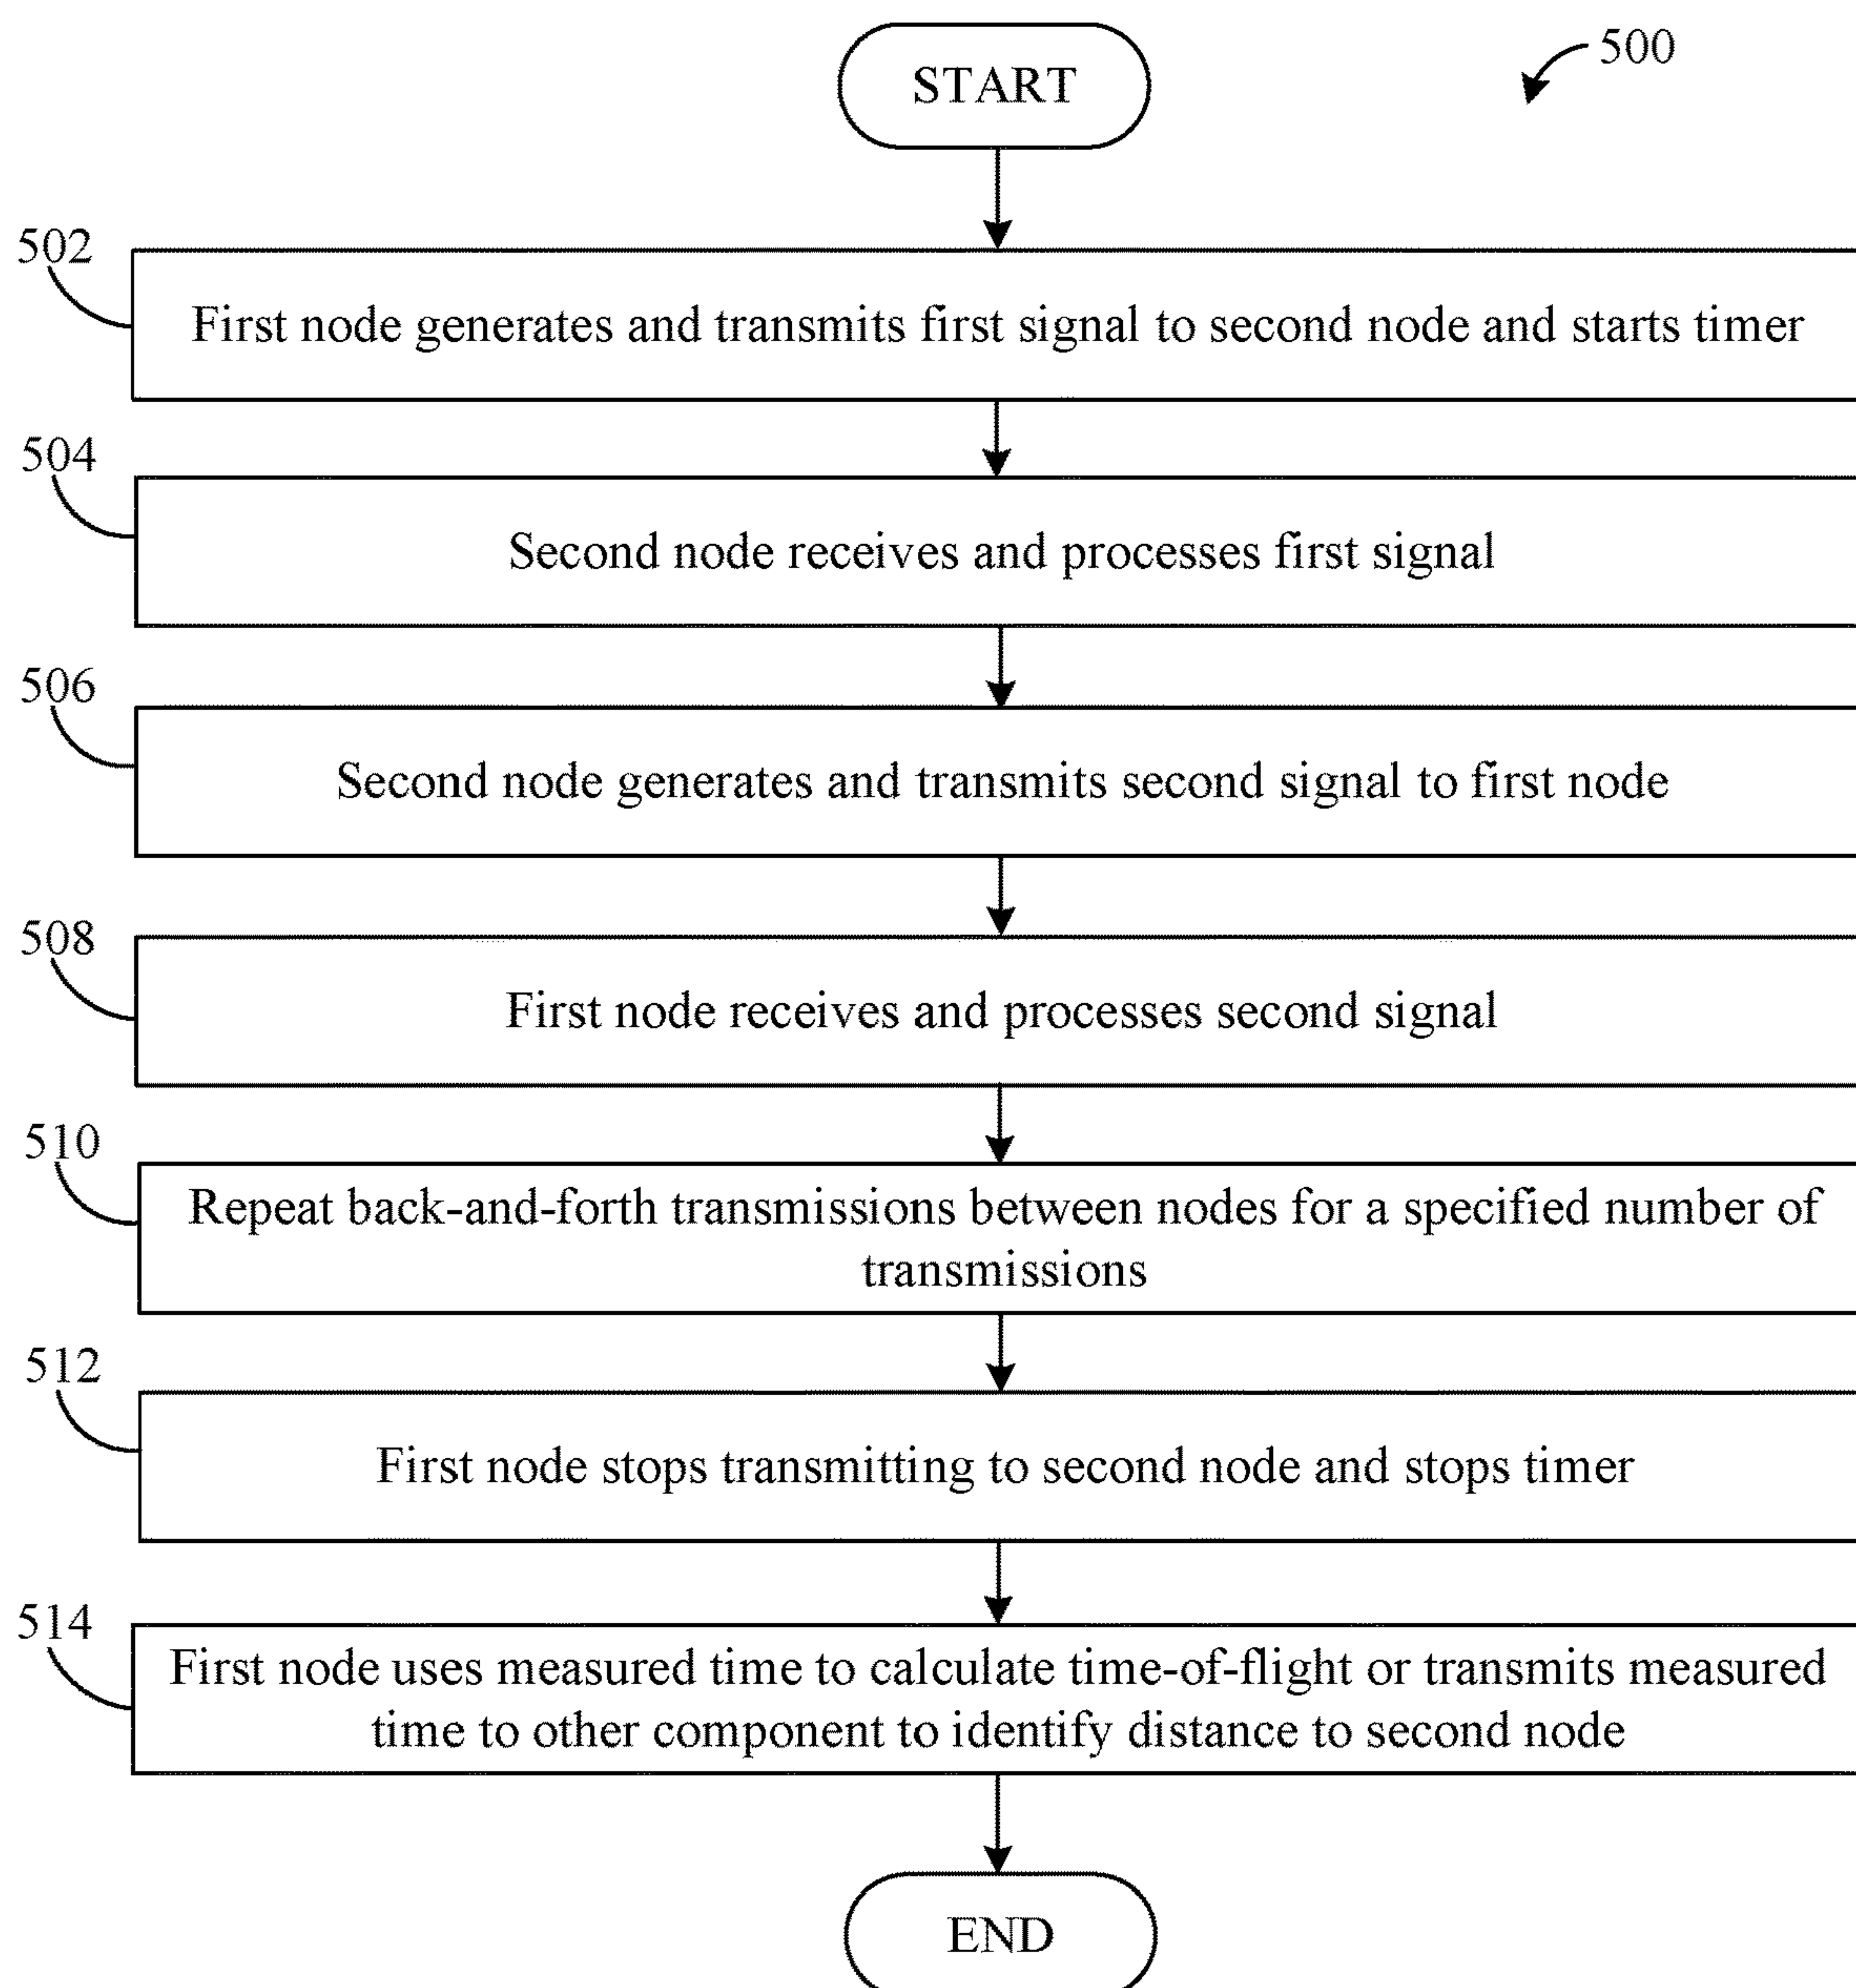 START
500
502
First node generates and transmits first signal to second node and starts timer
504
Second node receives and processes first signal
506
Second node generates and transmits second signal to first node
508
First node receives and processes second signal
510
Repeat back-and-forth transmissions between nodes for a specified number of
transmissions
512
First node stops transmitting to second node and stops timer
514
First node uses measured time to calculate time-of-flight or transmits measured
time to other component to identify distance to second node
END